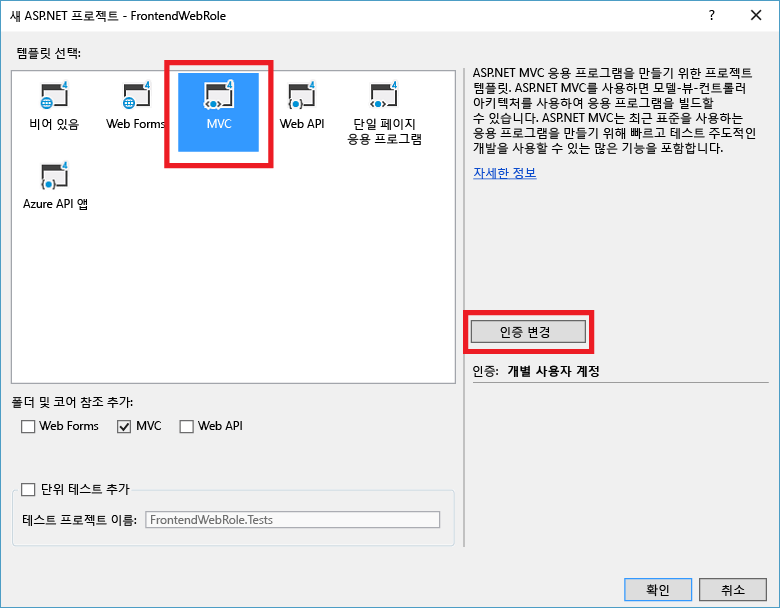 새 ASP.NET 프로젝트 - FrontendWebRole
?
템플릿 선택:
4
비어 있음
4
Web Forms
4
MVC
4
Web API
4
단일 페이지
응용 프로그램
4
Azure API 앱
ASP.NET MVC 응용 프로그램을 만들기 위한 프로젝트
템플릿. ASP.NET MVC를 사용하면 모델-뷰-컨트롤러
아키텍처를 사용하여 응용 프로그램을 빌드할
수 있습니다. ASP.NET MVC는 최근 표준을 사용하는
응용 프로그램을 만들기 위해 빠르고 테스트 주도적인
개발을 사용할 수 있는 많은 기능을 포함합니다.
자세한 정보
인증 변경
인증: 개별 사용자 계정
폴더 및 코어 참조 추가:
Web Forms
MVC
Web API
단위 테스트 추가
테스트 프로젝트 이름:
FrontendWebRole.Tests
확인
취소